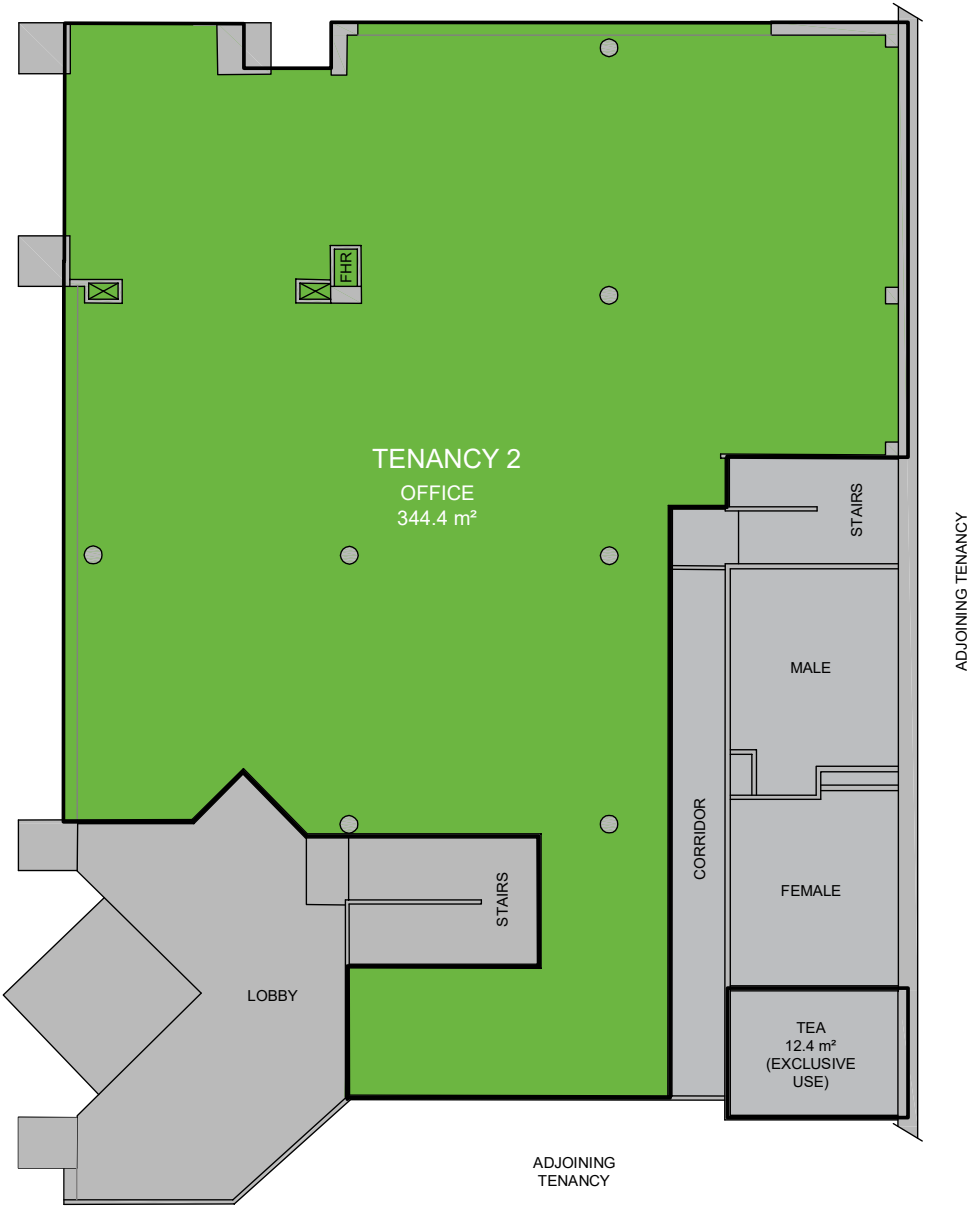 FHR
TENANCY 2
OFFICE
344.4 m²
STAIRS
ADJOINING TENANCY
MALE
CORRIDOR
FEMALE
STAIRS
LOBBY
TEA
12.4 m²
(EXCLUSIVE
USE)
ADJOINING
TENANCY